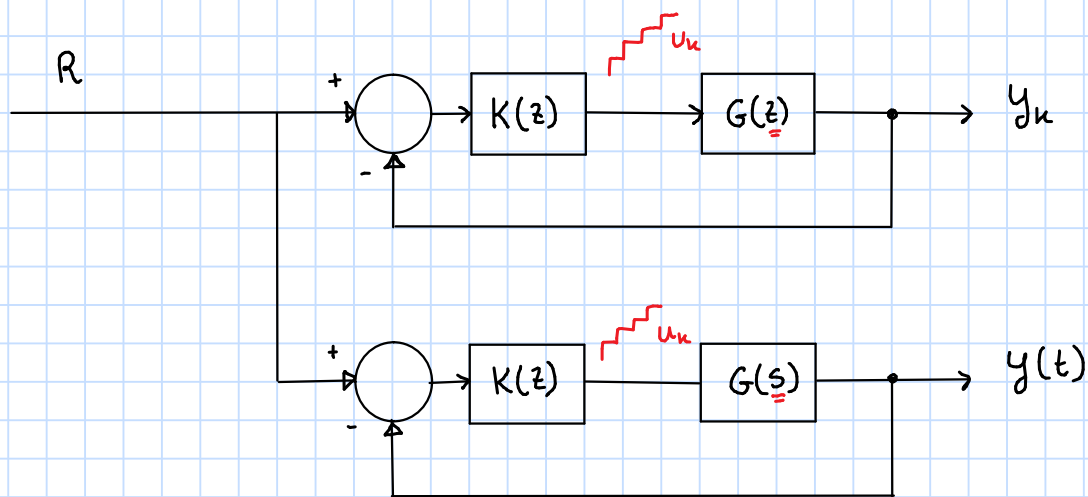 R
+
-
K(z)
u_k
G(z)
y_k
+
-
K(z)
u_k
G(s)
y(t)